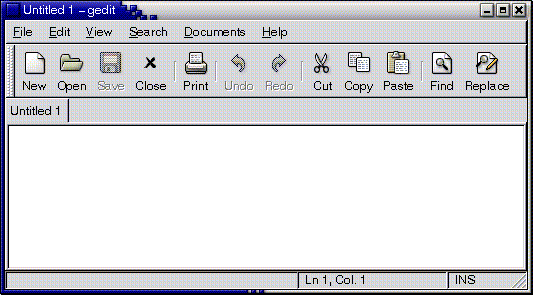 Untitled 1 – gedit
File Edit View Search Documents Help
New Open Save Close Print Undo Redo Cut Copy Paste Find Replace
Untitled 1
Ln 1, Col. 1 INS